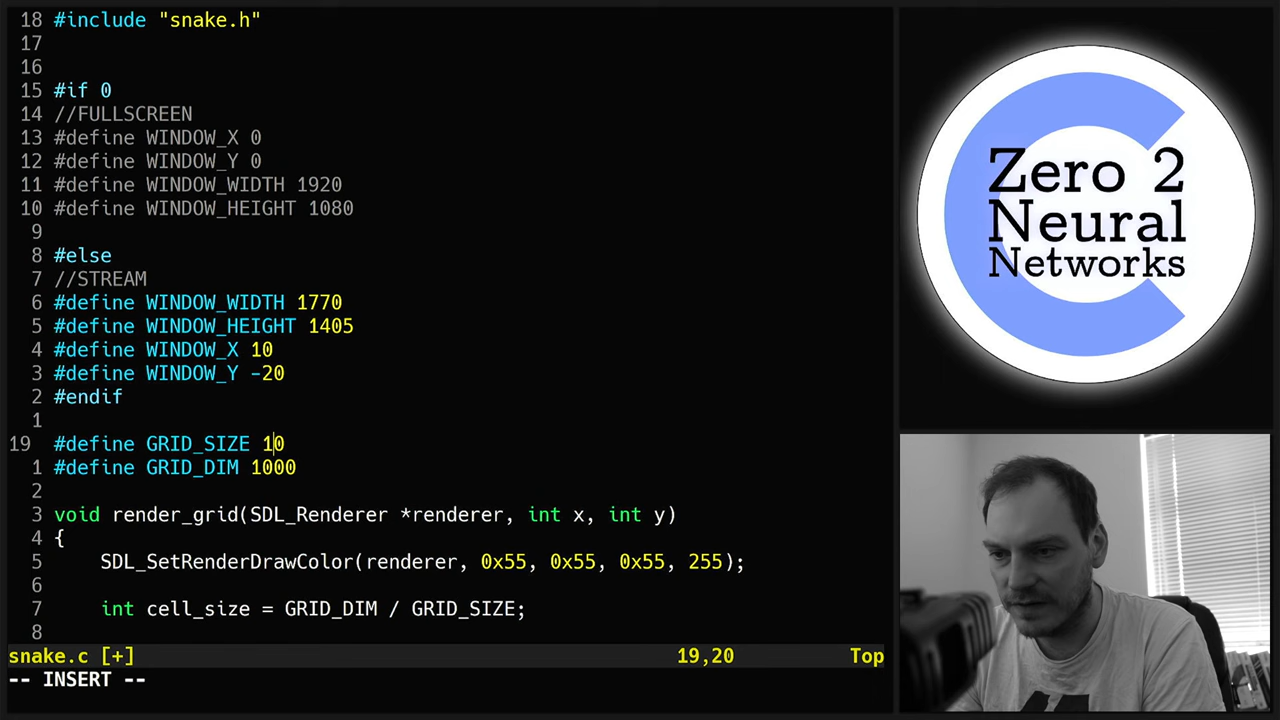 18 #include "snake.h"
17
16
15 #if 0
14 //FULLSCREEN
13 #define WINDOW_X 0
12 #define WINDOW_Y 0
11 #define WINDOW_WIDTH 1920
10 #define WINDOW_HEIGHT 1080
9
8 #else
7 //STREAM
6 #define WINDOW_WIDTH 1770
5 #define WINDOW_HEIGHT 1405
4 #define WINDOW_X 10
3 #define WINDOW_Y -20
2 #endif
1
19 #define GRID_SIZE 10
1 #define GRID_DIM 1000
2
3 void render_grid(SDL_Renderer *renderer, int x, int y)
4 {
5 SDL_SetRenderDrawColor(renderer, 0x55, 0x55, 0x55, 255);
6
7 int cell_size = GRID_DIM / GRID_SIZE;
8
snake.c [+] 19,20 Top
-- INSERT --
Zero 2
Neural
Networks